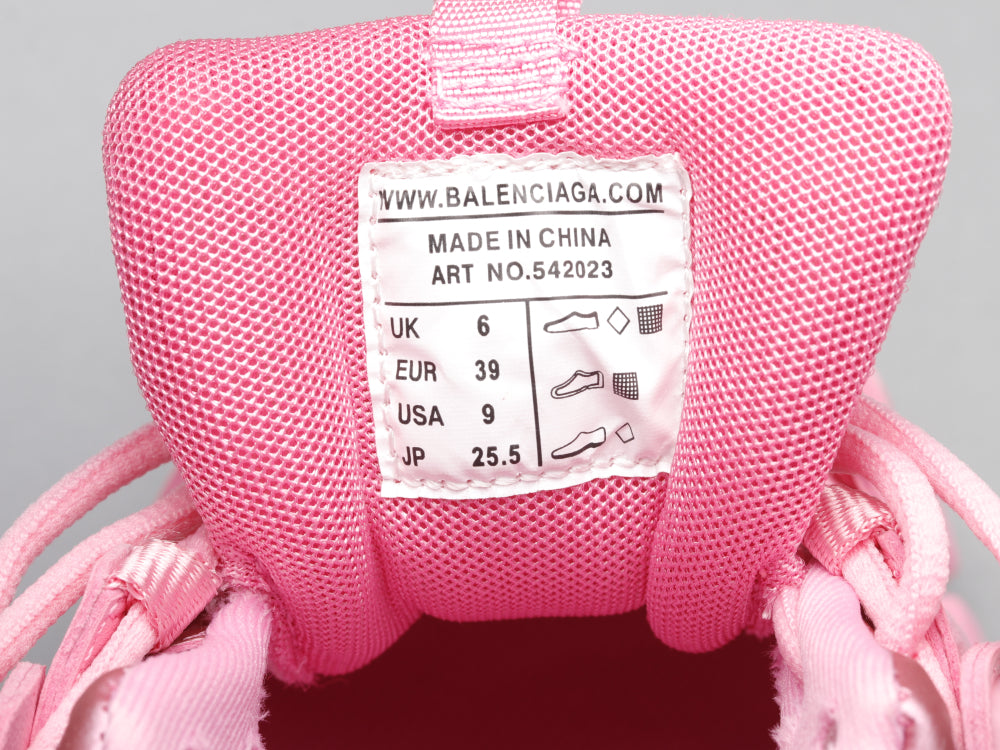 WWW.BALENCIAGA.COM
MADE IN CHINA
ART NO.542023
UK 6
EUR 39
USA 9
JP 25.5